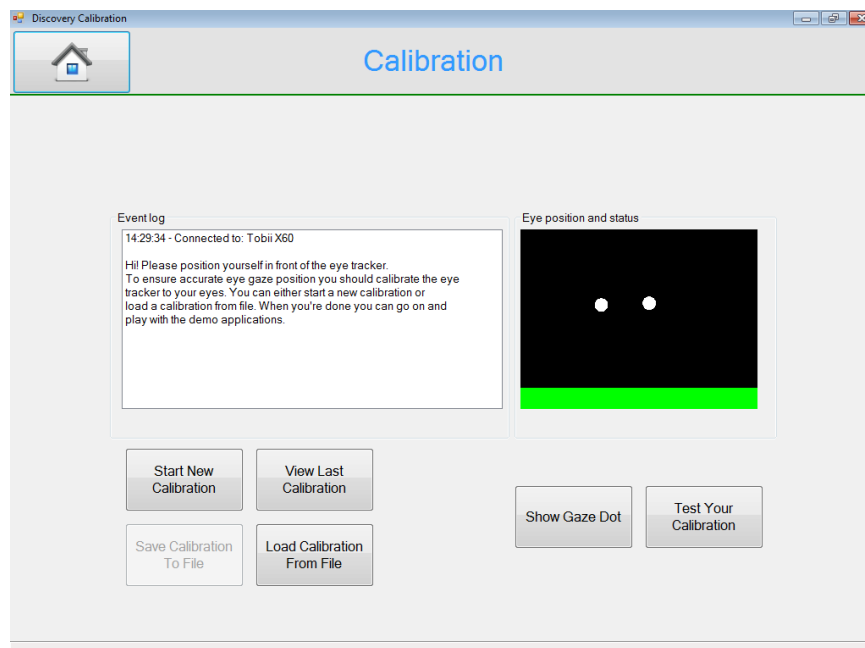 Discovery Calibration
Calibration
Event log
14:29:34 - Connected to: Tobii X60
Hi! Please position yourself in front of the eye tracker.
To ensure accurate eye gaze position you should calibrate the eye
tracker to your eyes. You can either start a new calibration or
load a calibration from file. When you're done you can go on and
play with the demo applications.
Eye position and status
Start New
Calibration
View Last
Calibration
Save Calibration
To File
Load Calibration
From File
Show Gaze Dot
Test Your
Calibration